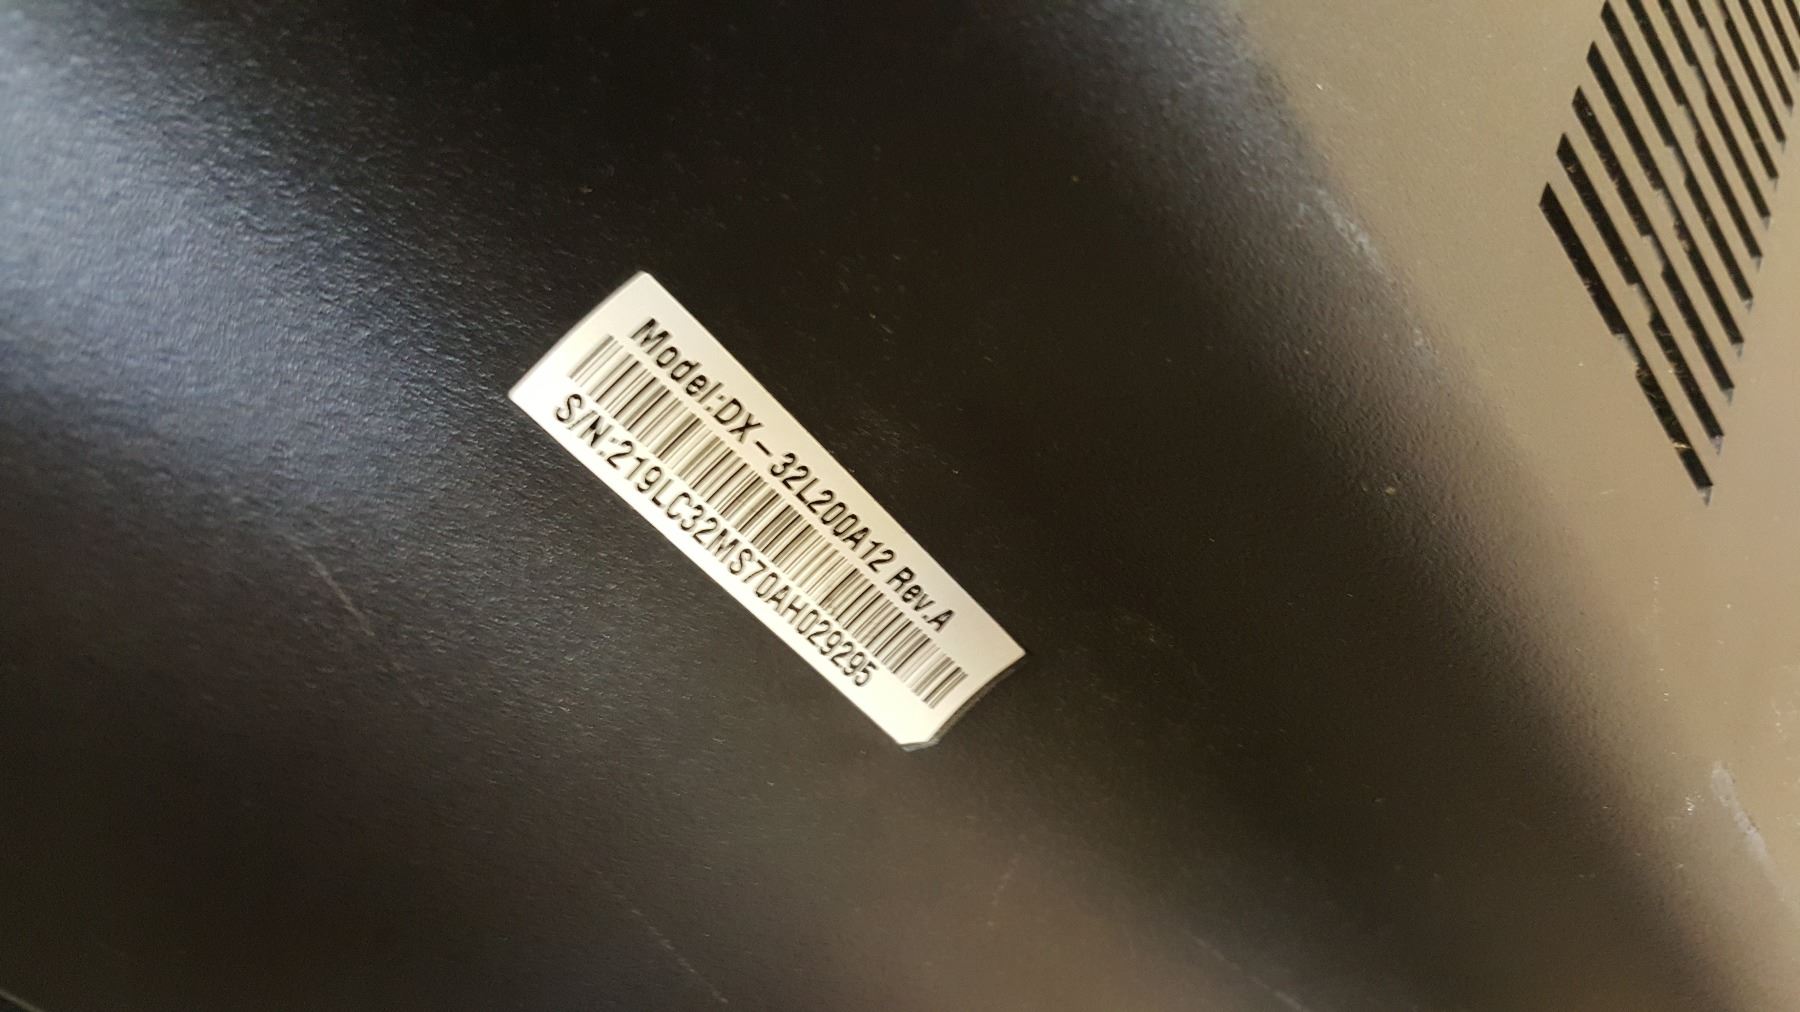 Model:DX-32L200A12 Rev.A
S/N:219LC32MS70AH029295